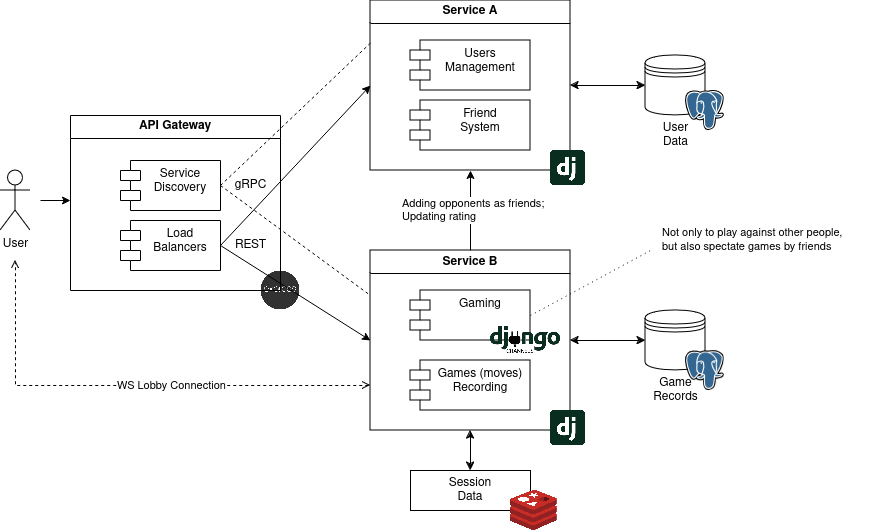 Service A
Users
Management
Friend
System
dj
User
Data
API Gateway
Service
Discovery
gRPC
Load
Balancers
REST
User
Adding opponents as friends;
Updating rating
Not only to play against other people,
but also spectate games by friends
Service B
Gaming
django
CHANNELS
Games (moves)
Recording
dj
Game
Records
WS Lobby Connection
Session
Data